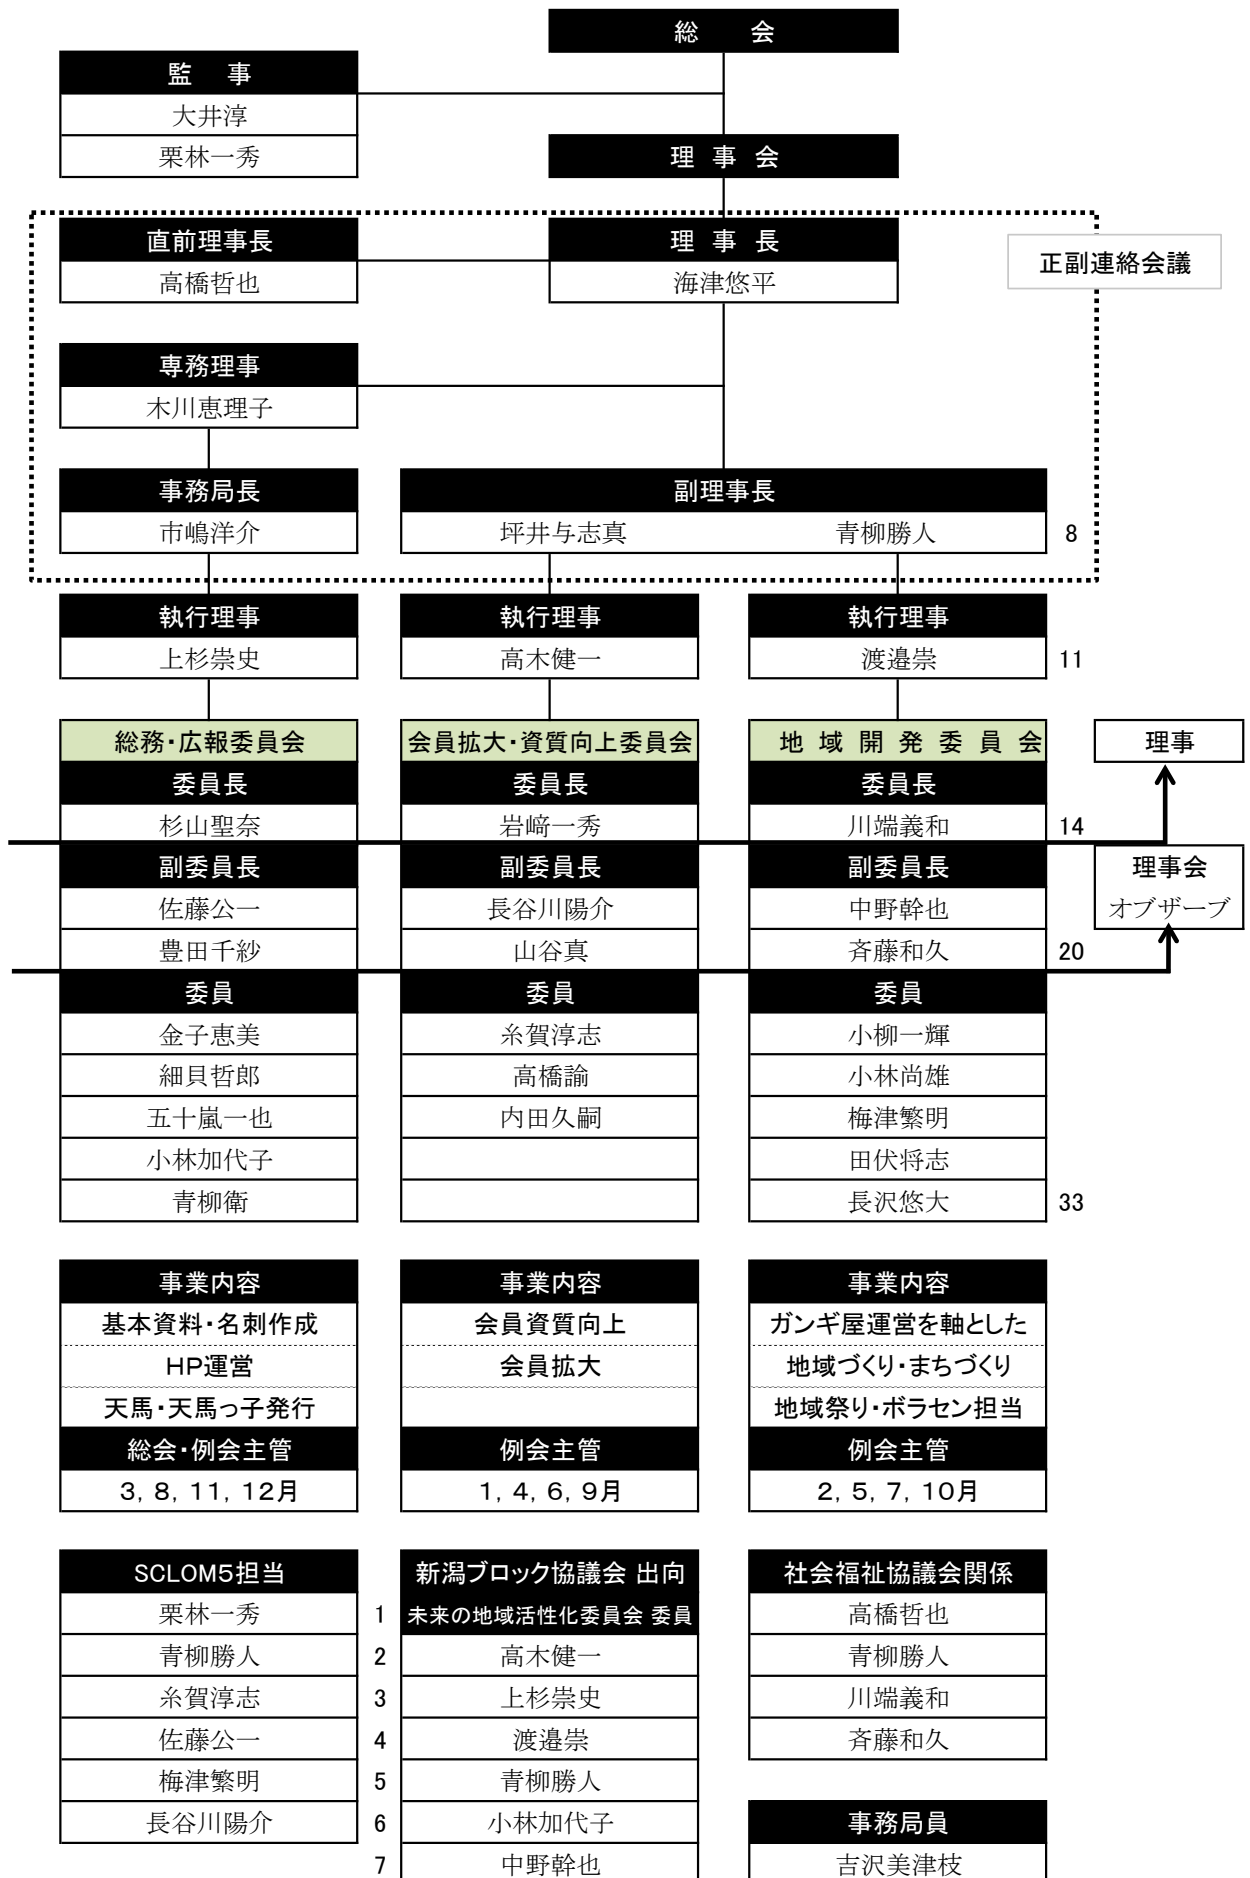 総 会
監 事
大井淳
栗林一秀
理 事 会
直前理事長
高橋哲也
理 事 長
海津悠平
正副連絡会議
専務理事
木川恵理子
事務局長
市嶋洋介
副理事長
坪井与志真 青柳勝人 8
執行理事 執行理事 執行理事
上杉崇史 高木健一 渡邉崇 11
総務・広報委員会 会員拡大・資質向上委員会 地 域 開 発 委 員 会 理事
委員長 委員長 委員長
杉山聖奈 岩﨑一秀 川端義和 14
副委員長 副委員長 副委員長 理事会
佐藤公一 長谷川陽介 中野幹也 オブザーブ
豊田千紗 山谷真 斉藤和久 20
委員 委員 委員
金子恵美 糸賀淳志 小柳一輝
細貝哲郎 高橋諭 小林尚雄
五十嵐一也 内田久嗣 梅津繁明
小林加代子 田伏将志
青柳衛 長沢悠大 33
事業内容 事業内容 事業内容
基本資料・名刺作成 会員資質向上 ガンギ屋運営を軸とした
HP運営 会員拡大 地域づくり・まちづくり
天馬・天馬っ子発行 地域祭り・ボラセン担当
総会・例会主管 例会主管 例会主管
3, 8, 11, 12月 1, 4, 6, 9月 2, 5, 7, 10月
SCLOM5担当 新潟ブロック協議会 出向 社会福祉協議会関係
栗林一秀 1 未来の地域活性化委員会 委員 高橋哲也
青柳勝人 2 高木健一 青柳勝人
糸賀淳志 3 上杉崇史 川端義和
佐藤公一 4 渡邉崇 斉藤和久
梅津繁明 5 青柳勝人
長谷川陽介 6 小林加代子 事務局員
7 中野幹也 吉沢美津枝